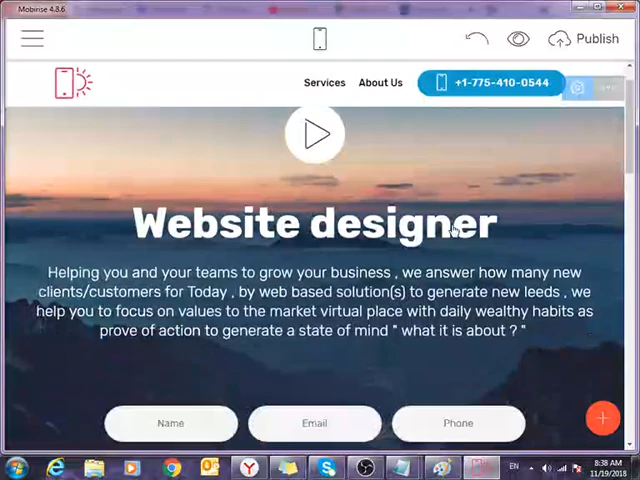 Mobirise 4.8.6
Publish
Services
About Us
+1-775-410-0544
Website designer
Helping you and your teams to grow your business , we answer how many new
clients/customers for Today , by web based solution(s) to generate new leeds , we
help you to focus on values to the market virtual place with daily wealthy habits as
prove of action to generate a state of mind " what it is about ? "
Name
Email
Phone
EN
8:38 AM
11/19/2018